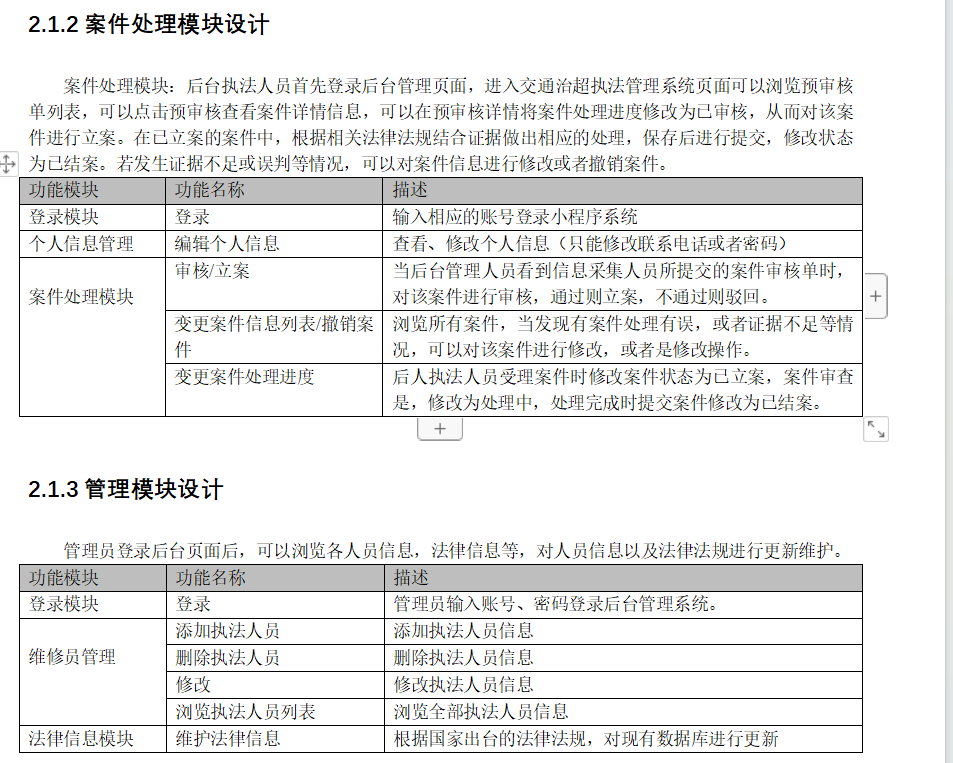 2.1.2 案件处理模块设计
案件处理模块：后台执法人员首先登录后台管理页面，进入交通治超执法管理系统页面可以浏览预审核
单列表，可以点击预审核查看案件详情信息，可以在预审核详情将案件处理进度修改为已审核，从而对该案
件进行立案。在已立案的案件中，根据相关法律法规结合证据做出相应的处理，保存后进行提交，修改状态
为已结案。若发生证据不足或误判等情况，可以对案件信息进行修改或者撤销案件。
功能模块 功能名称 描述
登录模块 登录 输入相应的账号登录小程序系统
个人信息管理 编辑个人信息 查看、修改个人信息（只能修改联系电话或者密码）
案件处理模块 审核/立案 当后台管理人员看到信息采集人员所提交的案件审核单时，
对该案件进行审核，通过则立案，不通过则驳回。
变更案件信息列表/撤销案 浏览所有案件，当发现有案件处理有误，或者证据不足等情
件 况，可以对该案件进行修改，或者是修改操作。
变更案件处理进度 后人执法人员受理案件时修改案件状态为已立案，案件审查
是，修改为处理中，处理完成时提交案件修改为已结案。
2.1.3 管理模块设计
管理员登录后台页面后，可以浏览各人员信息，法律信息等，对人员信息以及法律法规进行更新维护。
功能模块 功能名称 描述
登录模块 登录 管理员输入账号、密码登录后台管理系统。
维修员管理 添加执法人员 添加执法人员信息
删除执法人员 删除执法人员信息
修改 修改执法人员信息
浏览执法人员列表 浏览全部执法人员信息
法律信息模块 维护法律信息 根据国家出台的法律法规，对现有数据库进行更新